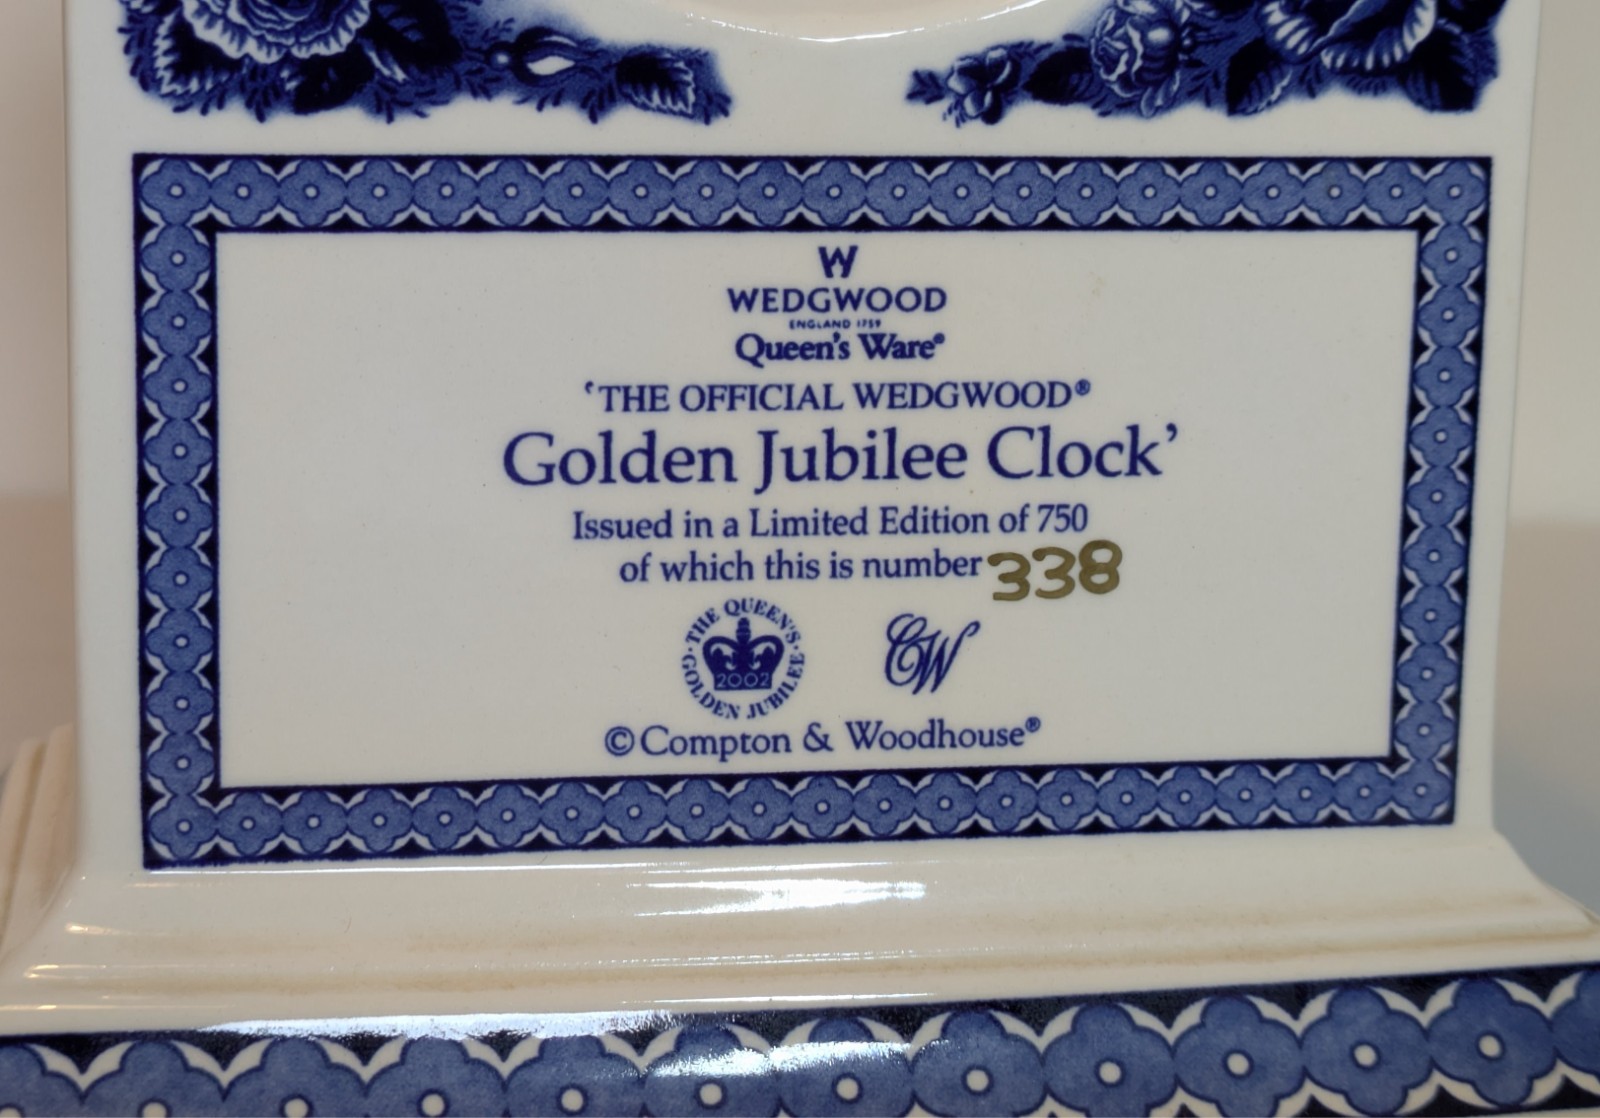 W
WEDGWOOD
ENGLAND 1759
Queen's Ware®
‘THE OFFICIAL WEDGWOOD®
Golden Jubilee Clock’
Issued in a Limited Edition of 750
of which this is number 338
·THE QUEEN'S· GOLDEN JUBILEE
2002
CW
©Compton & Woodhouse®